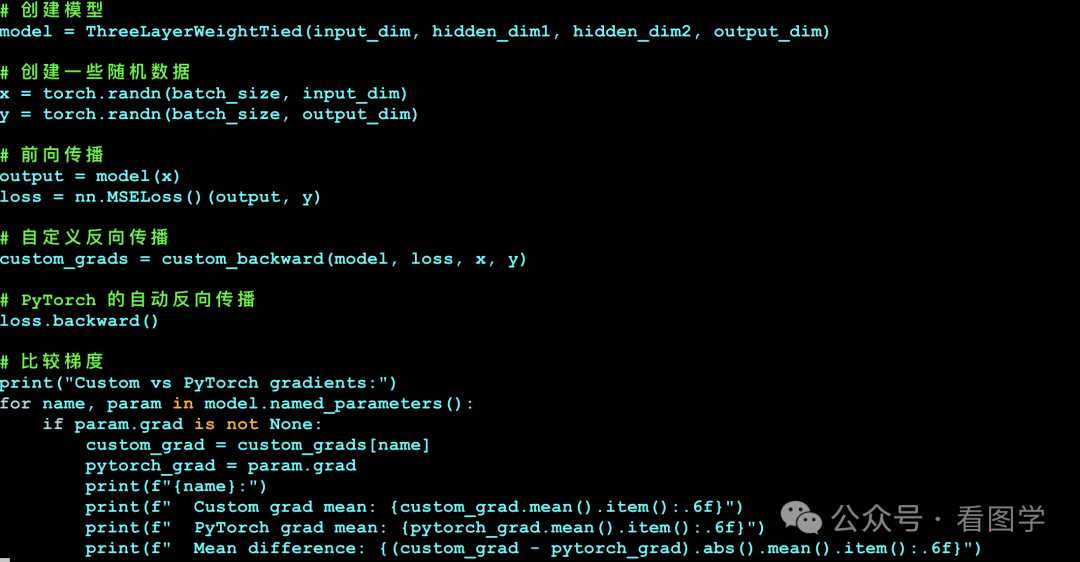 # 创建模型
model = ThreeLayerWeightTied(input_dim, hidden_dim1, hidden_dim2, output_dim)
# 创建一些随机数据
x = torch.randn(batch_size, input_dim)
y = torch.randn(batch_size, output_dim)
# 前向传播
output = model(x)
loss = nn.MSELoss()(output, y)
# 自定义反向传播
custom_grads = custom_backward(model, loss, x, y)
# PyTorch 的自动反向传播
loss.backward()
# 比较梯度
print("Custom vs PyTorch gradients:")
for name, param in model.named_parameters():
    if param.grad is not None:
        custom_grad = custom_grads[name]
        pytorch_grad = param.grad
        print(f"{name}:")
        print(f"  Custom grad mean: {custom_grad.mean().item():.6f}")
        print(f"  PyTorch grad mean: {pytorch_grad.mean().item():.6f}")
        print(f"  Mean difference: {(custom_grad - pytorch_grad).abs().mean().item():.6f}")
公众号 · 看图学